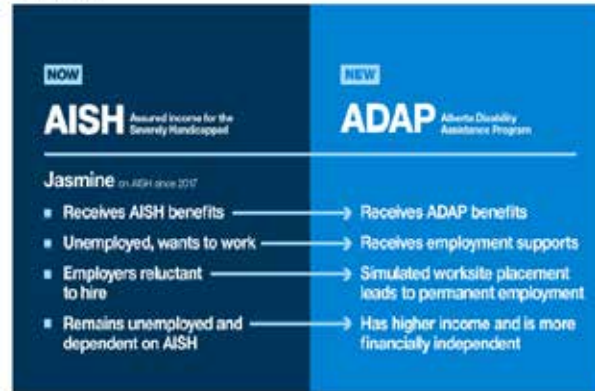 NOW
AISH Assured Income for the
Severely Handicapped
Jasmine on AISH since 2017
Receives AISH benefits
Unemployed, wants to work
Employers reluctant
to hire
Remains unemployed and
dependent on AISH
NEW
ADAP Alberta Disability
Assistance Program
Receives ADAP benefits
Receives employment supports
Simulated worksite placement
leads to permanent employment
Has higher income and is more
financially independent